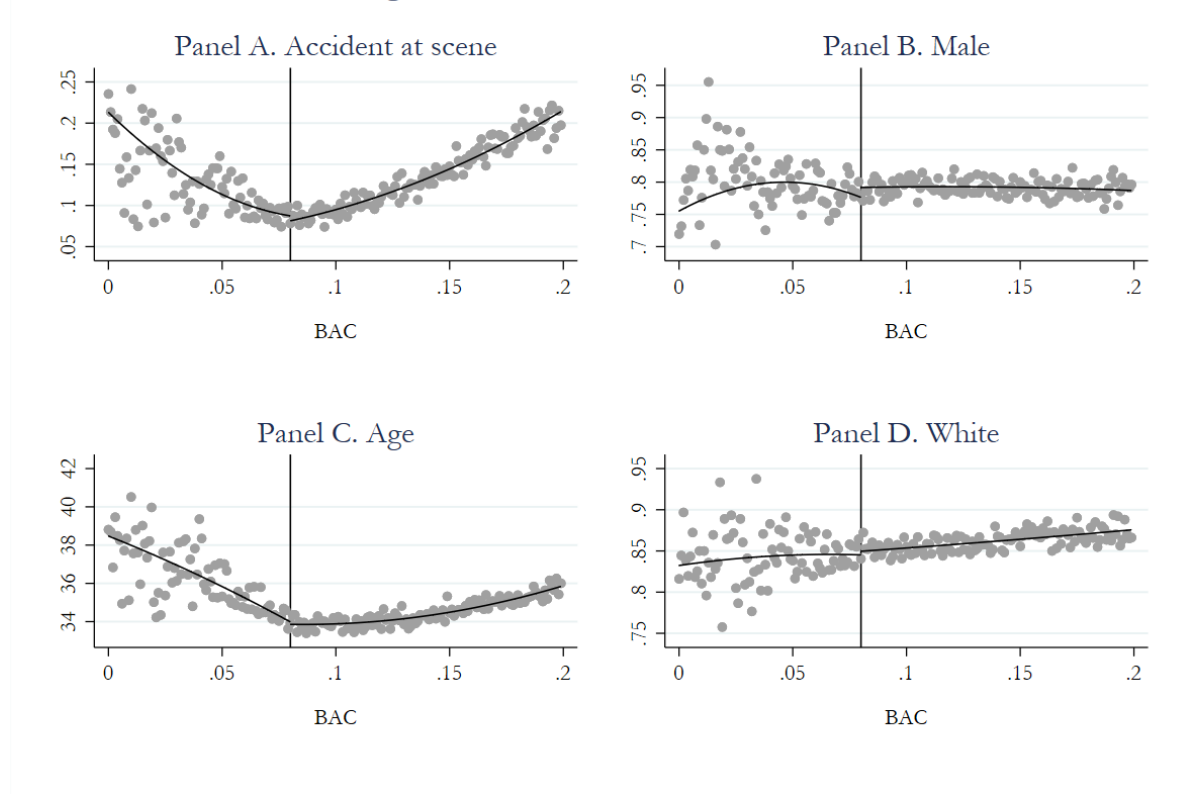 Panel A. Accident at scene
.25
.2
.15
.1
.05
0 .05 .1 .15 .2
BAC
Panel B. Male
.95
.9
.85
.8
.75
.7
0 .05 .1 .15 .2
BAC
Panel C. Age
42
40
38
36
34
0 .05 .1 .15 .2
BAC
Panel D. White
.95
.9
.85
.8
.75
0 .05 .1 .15 .2
BAC